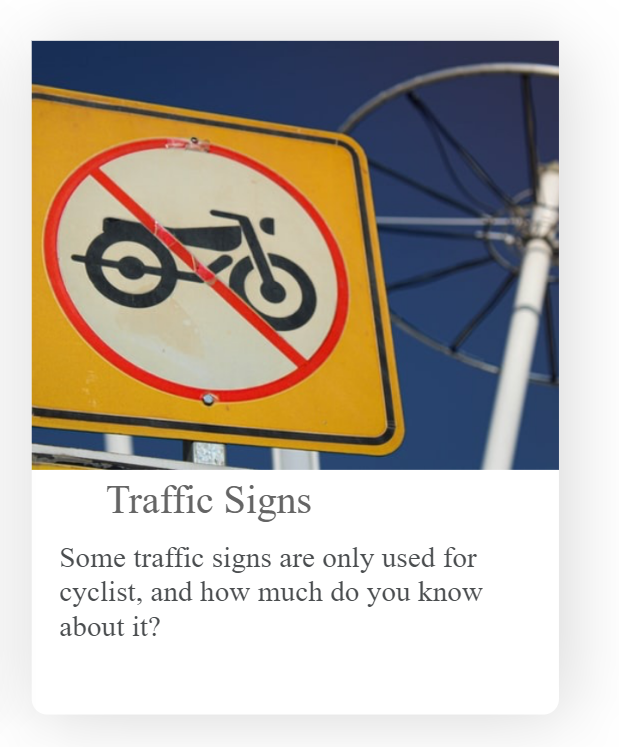 Traffic Signs
Some traffic signs are only used for
cyclist, and how much do you know
about it?